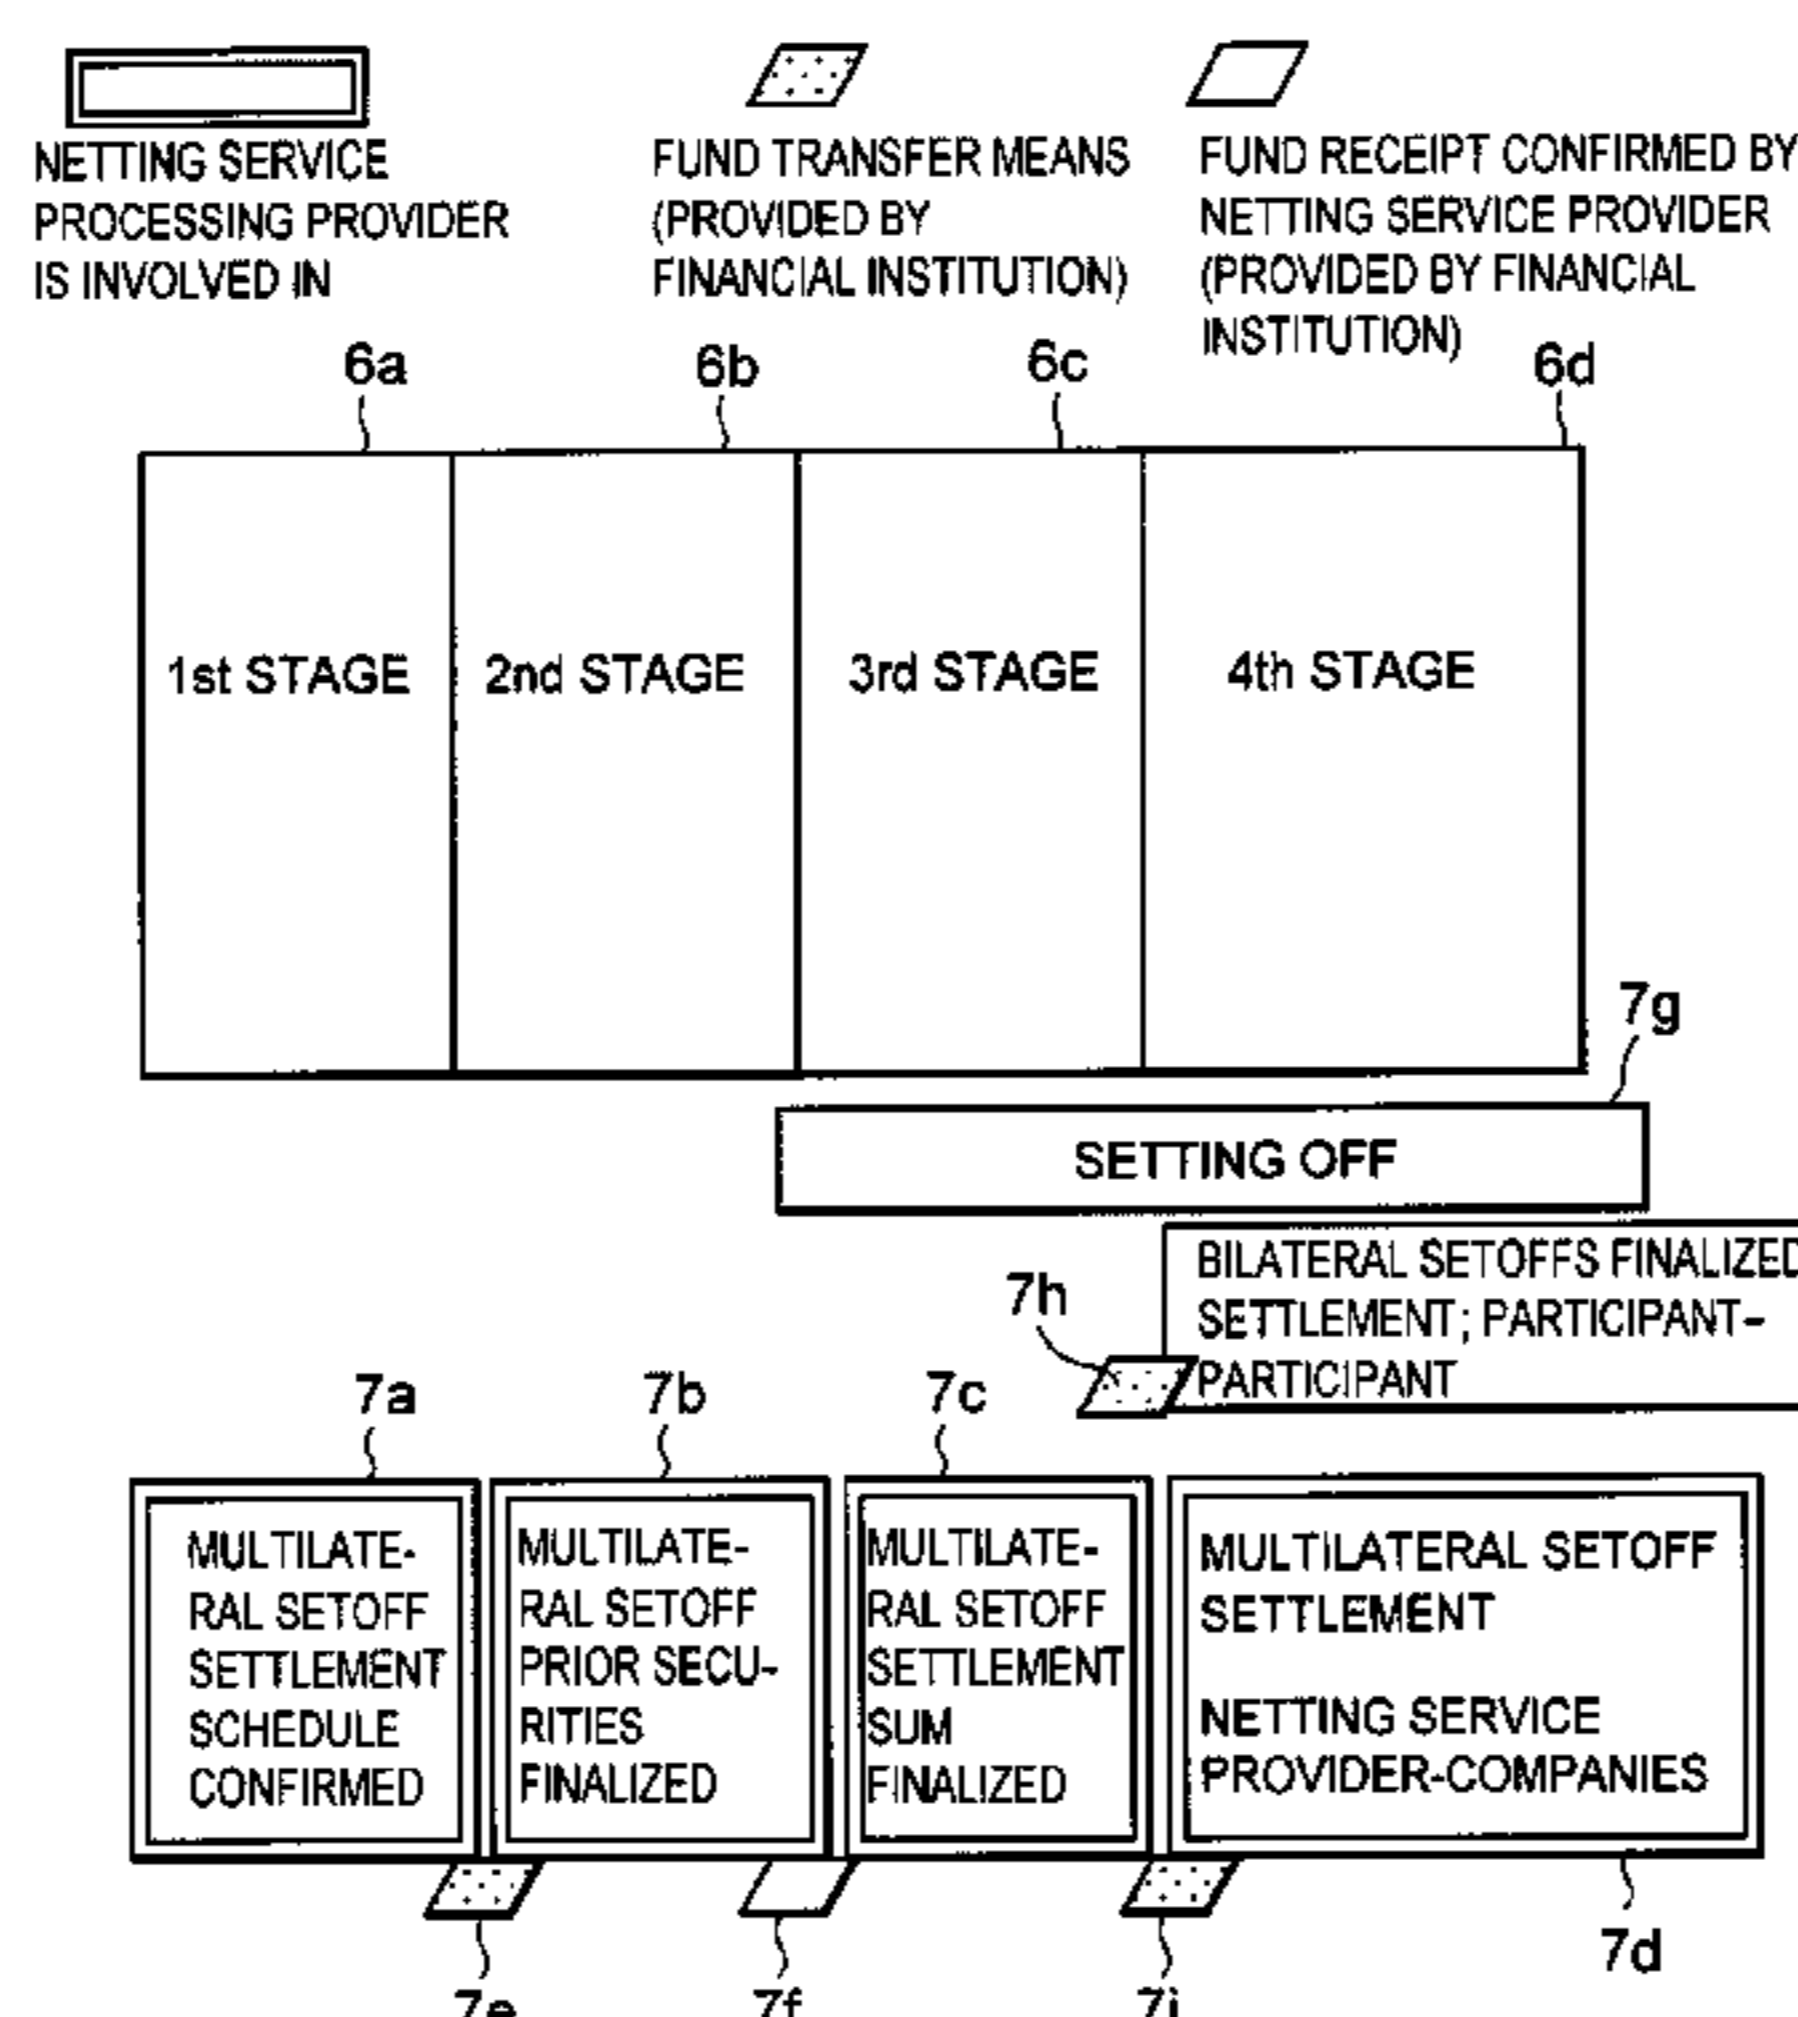 NETTING SERVICE
PROCESSING PROVIDER
IS INVOLVED IN
FUND TRANSFER MEANS
(PROVIDED BY
FINANCIAL INSTITUTION)
FUND RECEIPT CONFIRMED BY
NETTING SERVICE PROVIDER
(PROVIDED BY FINANCIAL
INSTITUTION)
6a
6b
6c
6d
1st STAGE
2nd STAGE
3rd STAGE
4th STAGE
7g
SETTING OFF
7h
BILATERAL SETOFFS FINALIZED
SETTLEMENT; PARTICIPANT–
PARTICIPANT
7a
7b
7c
MULTILATE-
RAL SETOFF
SETTLEMENT
SCHEDULE
CONFIRMED
MULTILATE-
RAL SETOFF
PRIOR SECU-
RITIES
FINALIZED
MULTILATE-
RAL SETOFF
SETTLEMENT
SUM
FINALIZED
MULTILATERAL SETOFF
SETTLEMENT
NETTING SERVICE
PROVIDER-COMPANIES
7e
7f
7i
7d